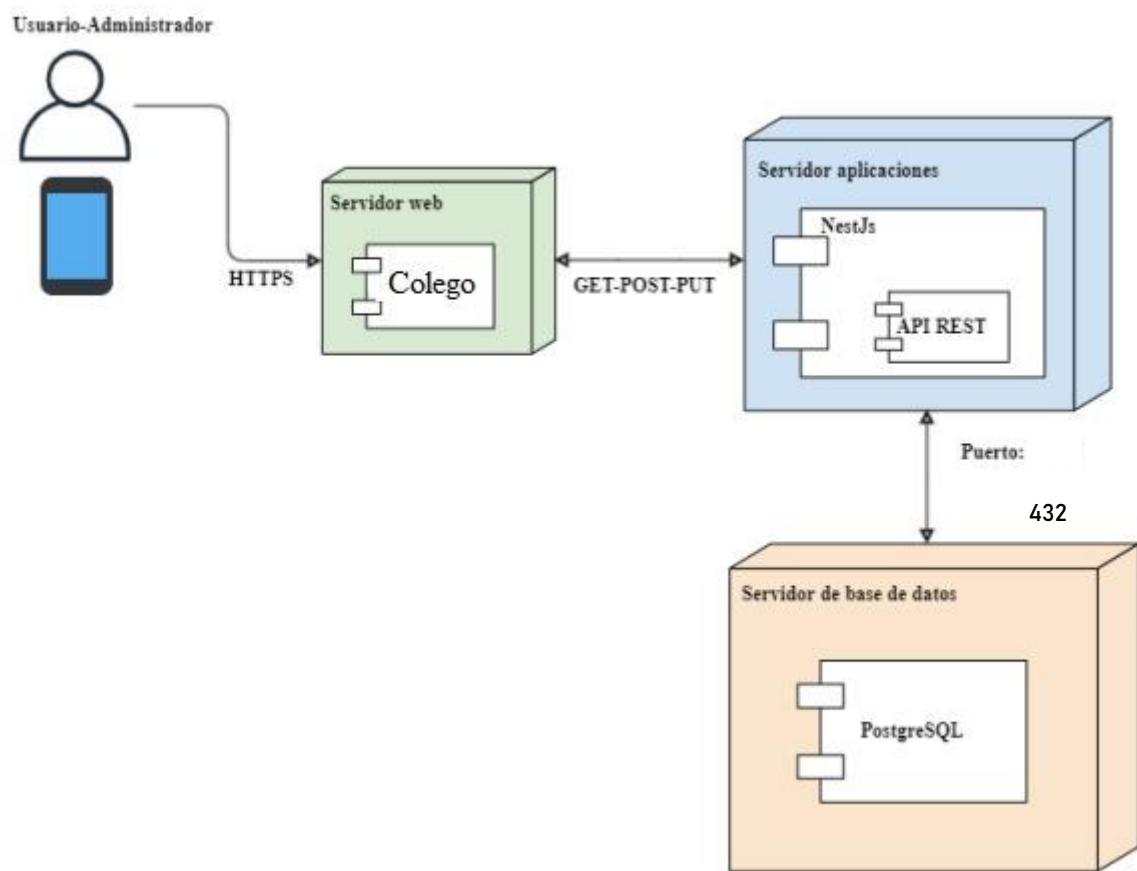 Usuario-Administrador
HTTPS
Servidor web
Colego
GET-POST-PUT
Servidor aplicaciones
NestJs
API REST
Puerto:
432
Servidor de base de datos
PostgreSQL